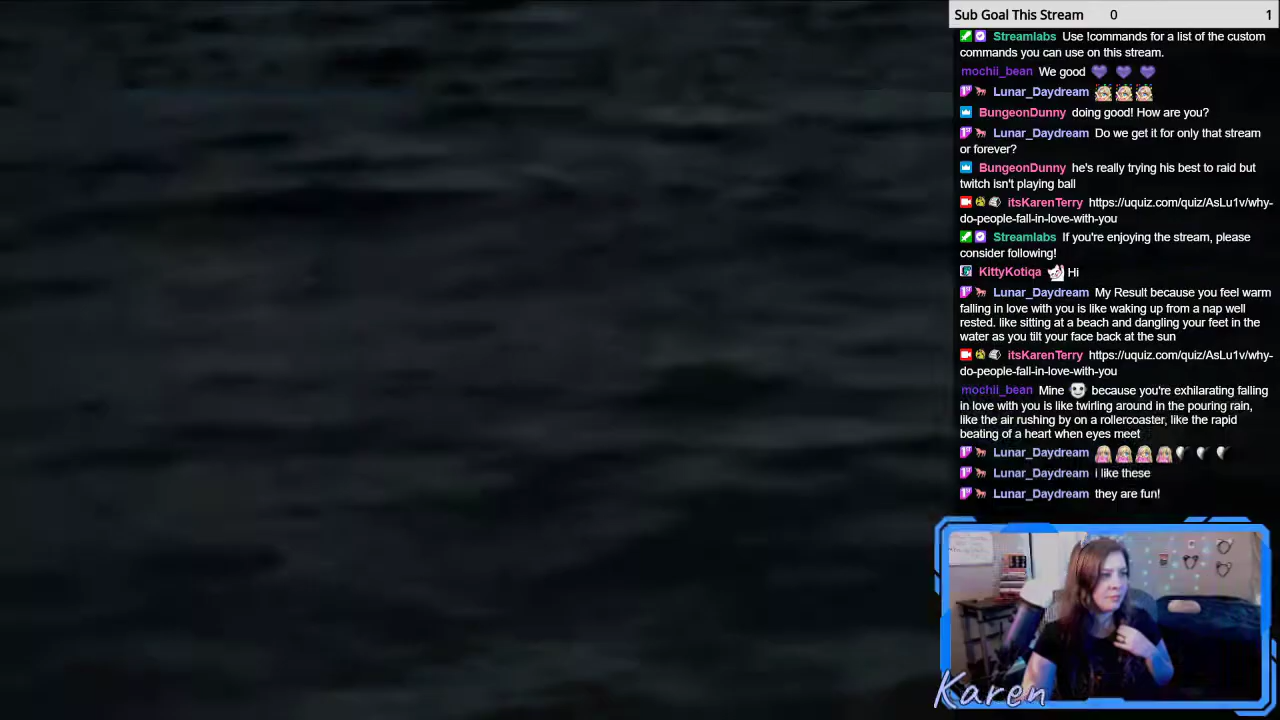 Sub Goal This Stream 0 1
Streamlabs Use !commands for a list of the custom
commands you can use on this stream.
mochii_bean We good
Lunar_Daydream
BungeonDunny doing good! How are you?
Lunar_Daydream Do we get it for only that stream
or forever?
BungeonDunny he's really trying his best to raid but
twitch isn't playing ball
itsKarenTerry https://uquiz.com/quiz/AsLu1v/why-
do-people-fall-in-love-with-you
Streamlabs If you're enjoying the stream, please
consider following!
KittyKotiqa Hi
Lunar_Daydream My Result because you feel warm
falling in love with you is like waking up from a nap well
rested. like sitting at a beach and dangling your feet in the
water as you tilt your face back at the sun
itsKarenTerry https://uquiz.com/quiz/AsLu1v/why-
do-people-fall-in-love-with-you
mochii_bean Mine because you're exhilarating falling
in love with you is like twirling around in the pouring rain,
like the air rushing by on a rollercoaster, like the rapid
beating of a heart when eyes meet
Lunar_Daydream
Lunar_Daydream i like these
Lunar_Daydream they are fun!
Karen